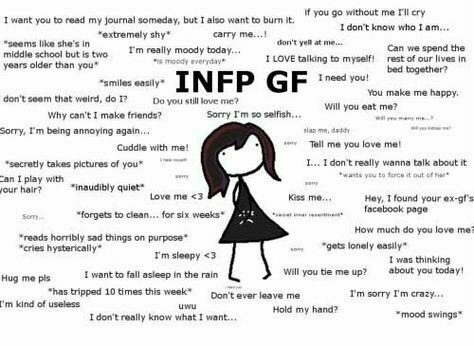 I want you to read my journal someday, but I also want to burn it.
if you go without me I'll cry
*extremely shy*
carry me...!
I don't know who I am...
*seems like she's in
middle school but is two
years older than you*
I'm really moody today...
*is moody everyday*
don't yell at me...
I LOVE talking to myself!
Can we spend the
rest of our lives in
bed together?
*smiles easily*
INFP GF
I need you!
You make me happy.
I don't seem that weird, do I?
Do you still love me?
Will you eat me?
Why can't I make friends?
Sorry I'm so selfish...
Will you marry me...?
Will you kidnap me?
Sorry, I'm being annoying again...
slap me, daddy
Tell me you love me!
Cuddle with me!
sorry
*secretly takes pictures of you*
I hate myself
I... I don't really wanna talk about it
*wants you to force it out of her*
Can I play with
your hair?
sorry
*inaudibly quiet*
Love me <3
Kiss me...
Hey, I found your ex-gf's
facebook page
Sorry...
*forgets to clean... for six weeks*
*secret inner resentment*
How much do you love me?
*reads horribly sad things on purpose*
*cries hysterically*
I'm sleepy <3
sorry
*gets lonely easily*
I was thinking
about you today!
Hug me pls
I want to fall asleep in the rain
Will you tie me up?
*has tripped 10 times this week*
Don't ever leave me
I'm sorry I'm crazy...
I'm kind of useless
uwu
Hold my hand?
*mood swings*
I don't really know what I want...